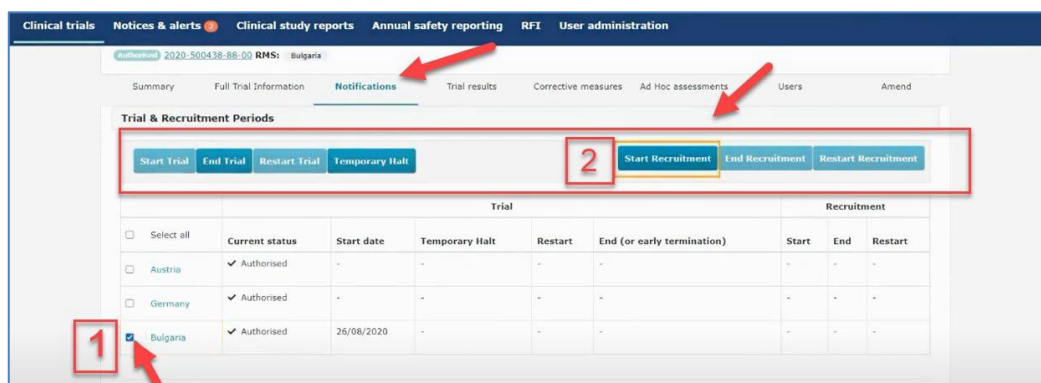 Clinical trials Notices & alerts Clinical study reports Annual safety reporting RFI User administration
Authorised 2020-500438-88-00 RMS: Bulgaria
Summary Full Trial Information Notifications Trial results Corrective measures Ad Hoc assessments Users Amend
Trial & Recruitment Periods
Start Trial End Trial Restart Trial Temporary Halt 2 Start Recruitment End Recruitment Restart Recruitment
Trial Recruitment
Select all Current status Start date Temporary Halt Restart End (or early termination) Start End Restart
Austria ✔ Authorised - - - - - - -
Germany ✔ Authorised - - - - - - -
1 Bulgaria ✔ Authorised 26/08/2020 - - - - - -